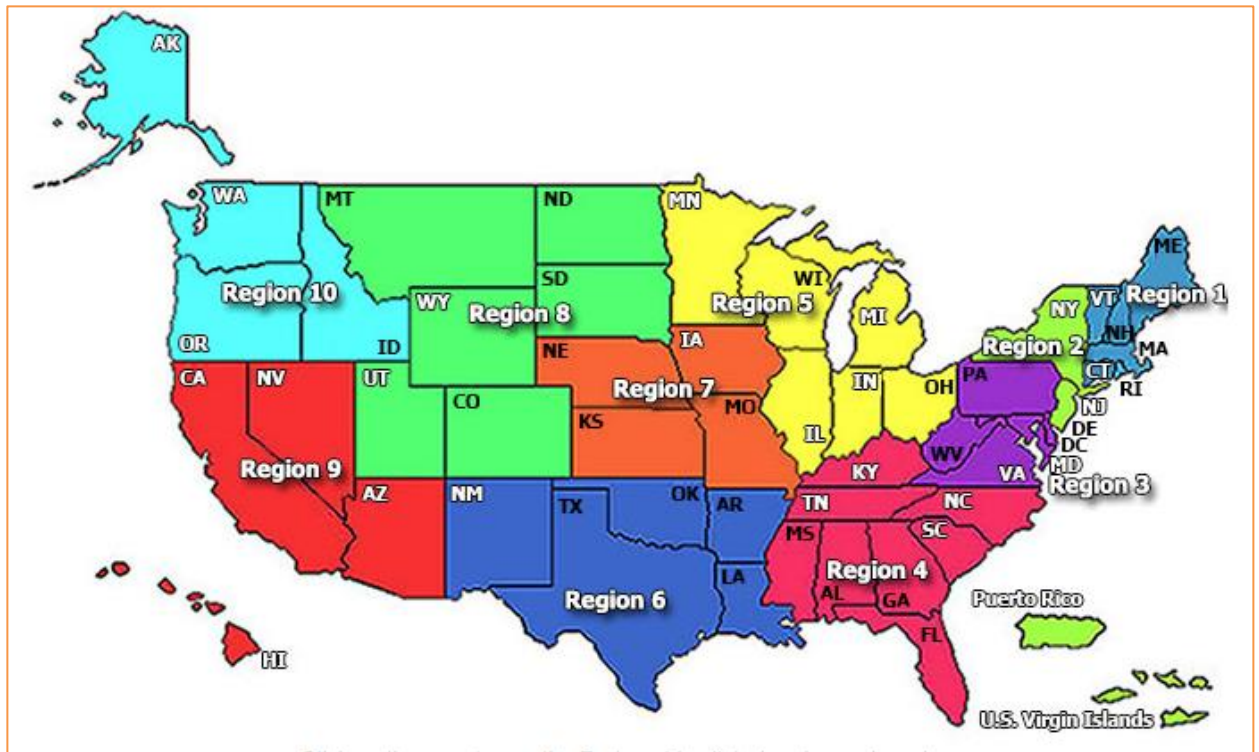 AK
WA
MT
ND
MN
ME
SD
WI
VT
Region 1
Region 10
WY
Region 8
Region 5
MI
NY
NH
OR
ID
NE
IA
Region 2
MA
CA
NV
UT
Region 7
IN
OH
PA
CT
RI
CO
KS
MO
IL
NJ
DE
DC
WV
MD
Region 9
KY
VA
Region 3
AZ
NM
TX
OK
AR
TN
NC
MS
SC
Region 4
LA
Region 6
AL
GA
Puerto Rico
FL
HI
U.S. Virgin Islands